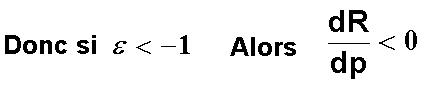 Donc si ε < −1 Alors dR/dp < 0